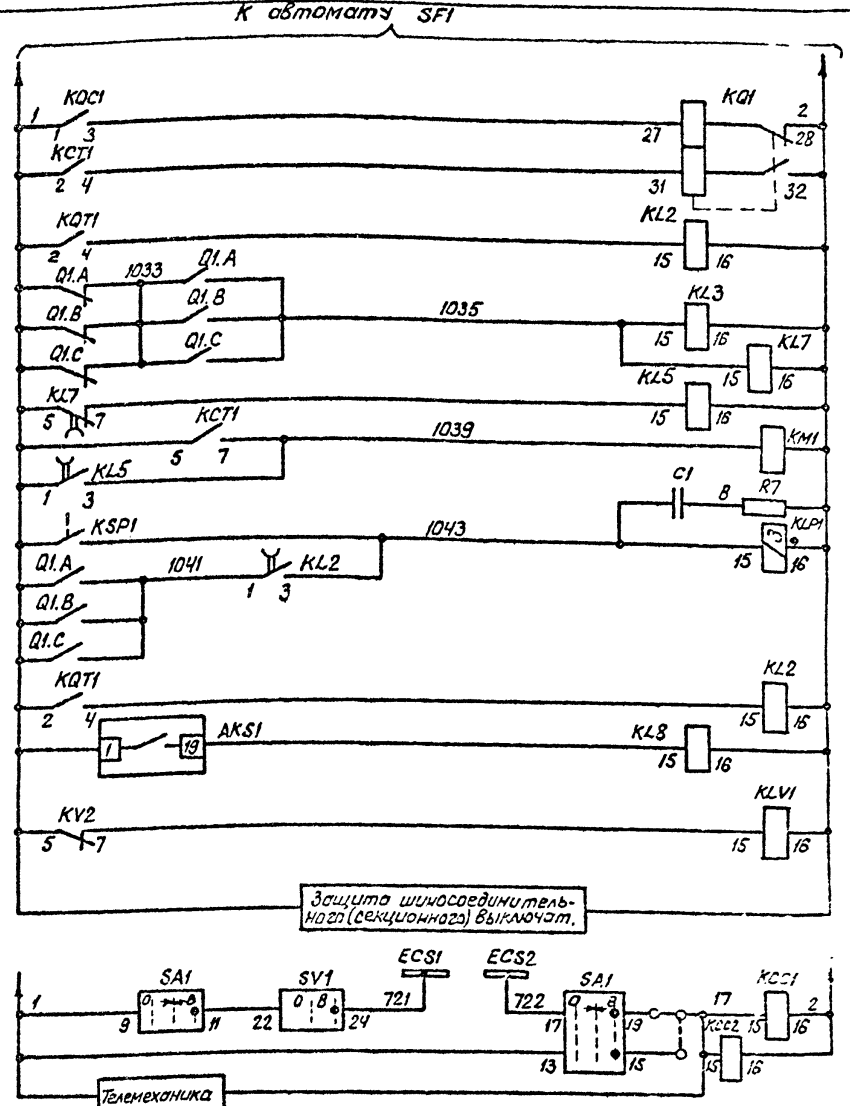 К автомату SF1
1 KQC1 KQ1 2
1 3 27 28
KCT1
2 4 31 32
KQT1 KL2
2 4 15 16
Q1.A 1033 Q1.A
Q1.B Q1.B 1035 KL3
15 16
Q1.C Q1.C KL7
KL5 15 16
KL7
5 7 15 16
KCT1 1039 KM1
5 7
KL5
1 3
C1 8 R7
KSP1 1043 KLP1
15 16
Q1.A 1041 KL2
1 3
Q1.B
Q1.C
KQT1 KL2
2 4 15 16
1 19 AKS1 KL8
15 16
KV2 KLV1
5 7 15 16
Защита шиносоединитель-
ного (секционного) выключат.
ECS1 ECS2
SA1 SV1 SA1 KCC1
1 0 В 0 В 721 722 17 2
9 11 22 24 17 19 15 16
KCC2
13 15 15 16
Телемеханика